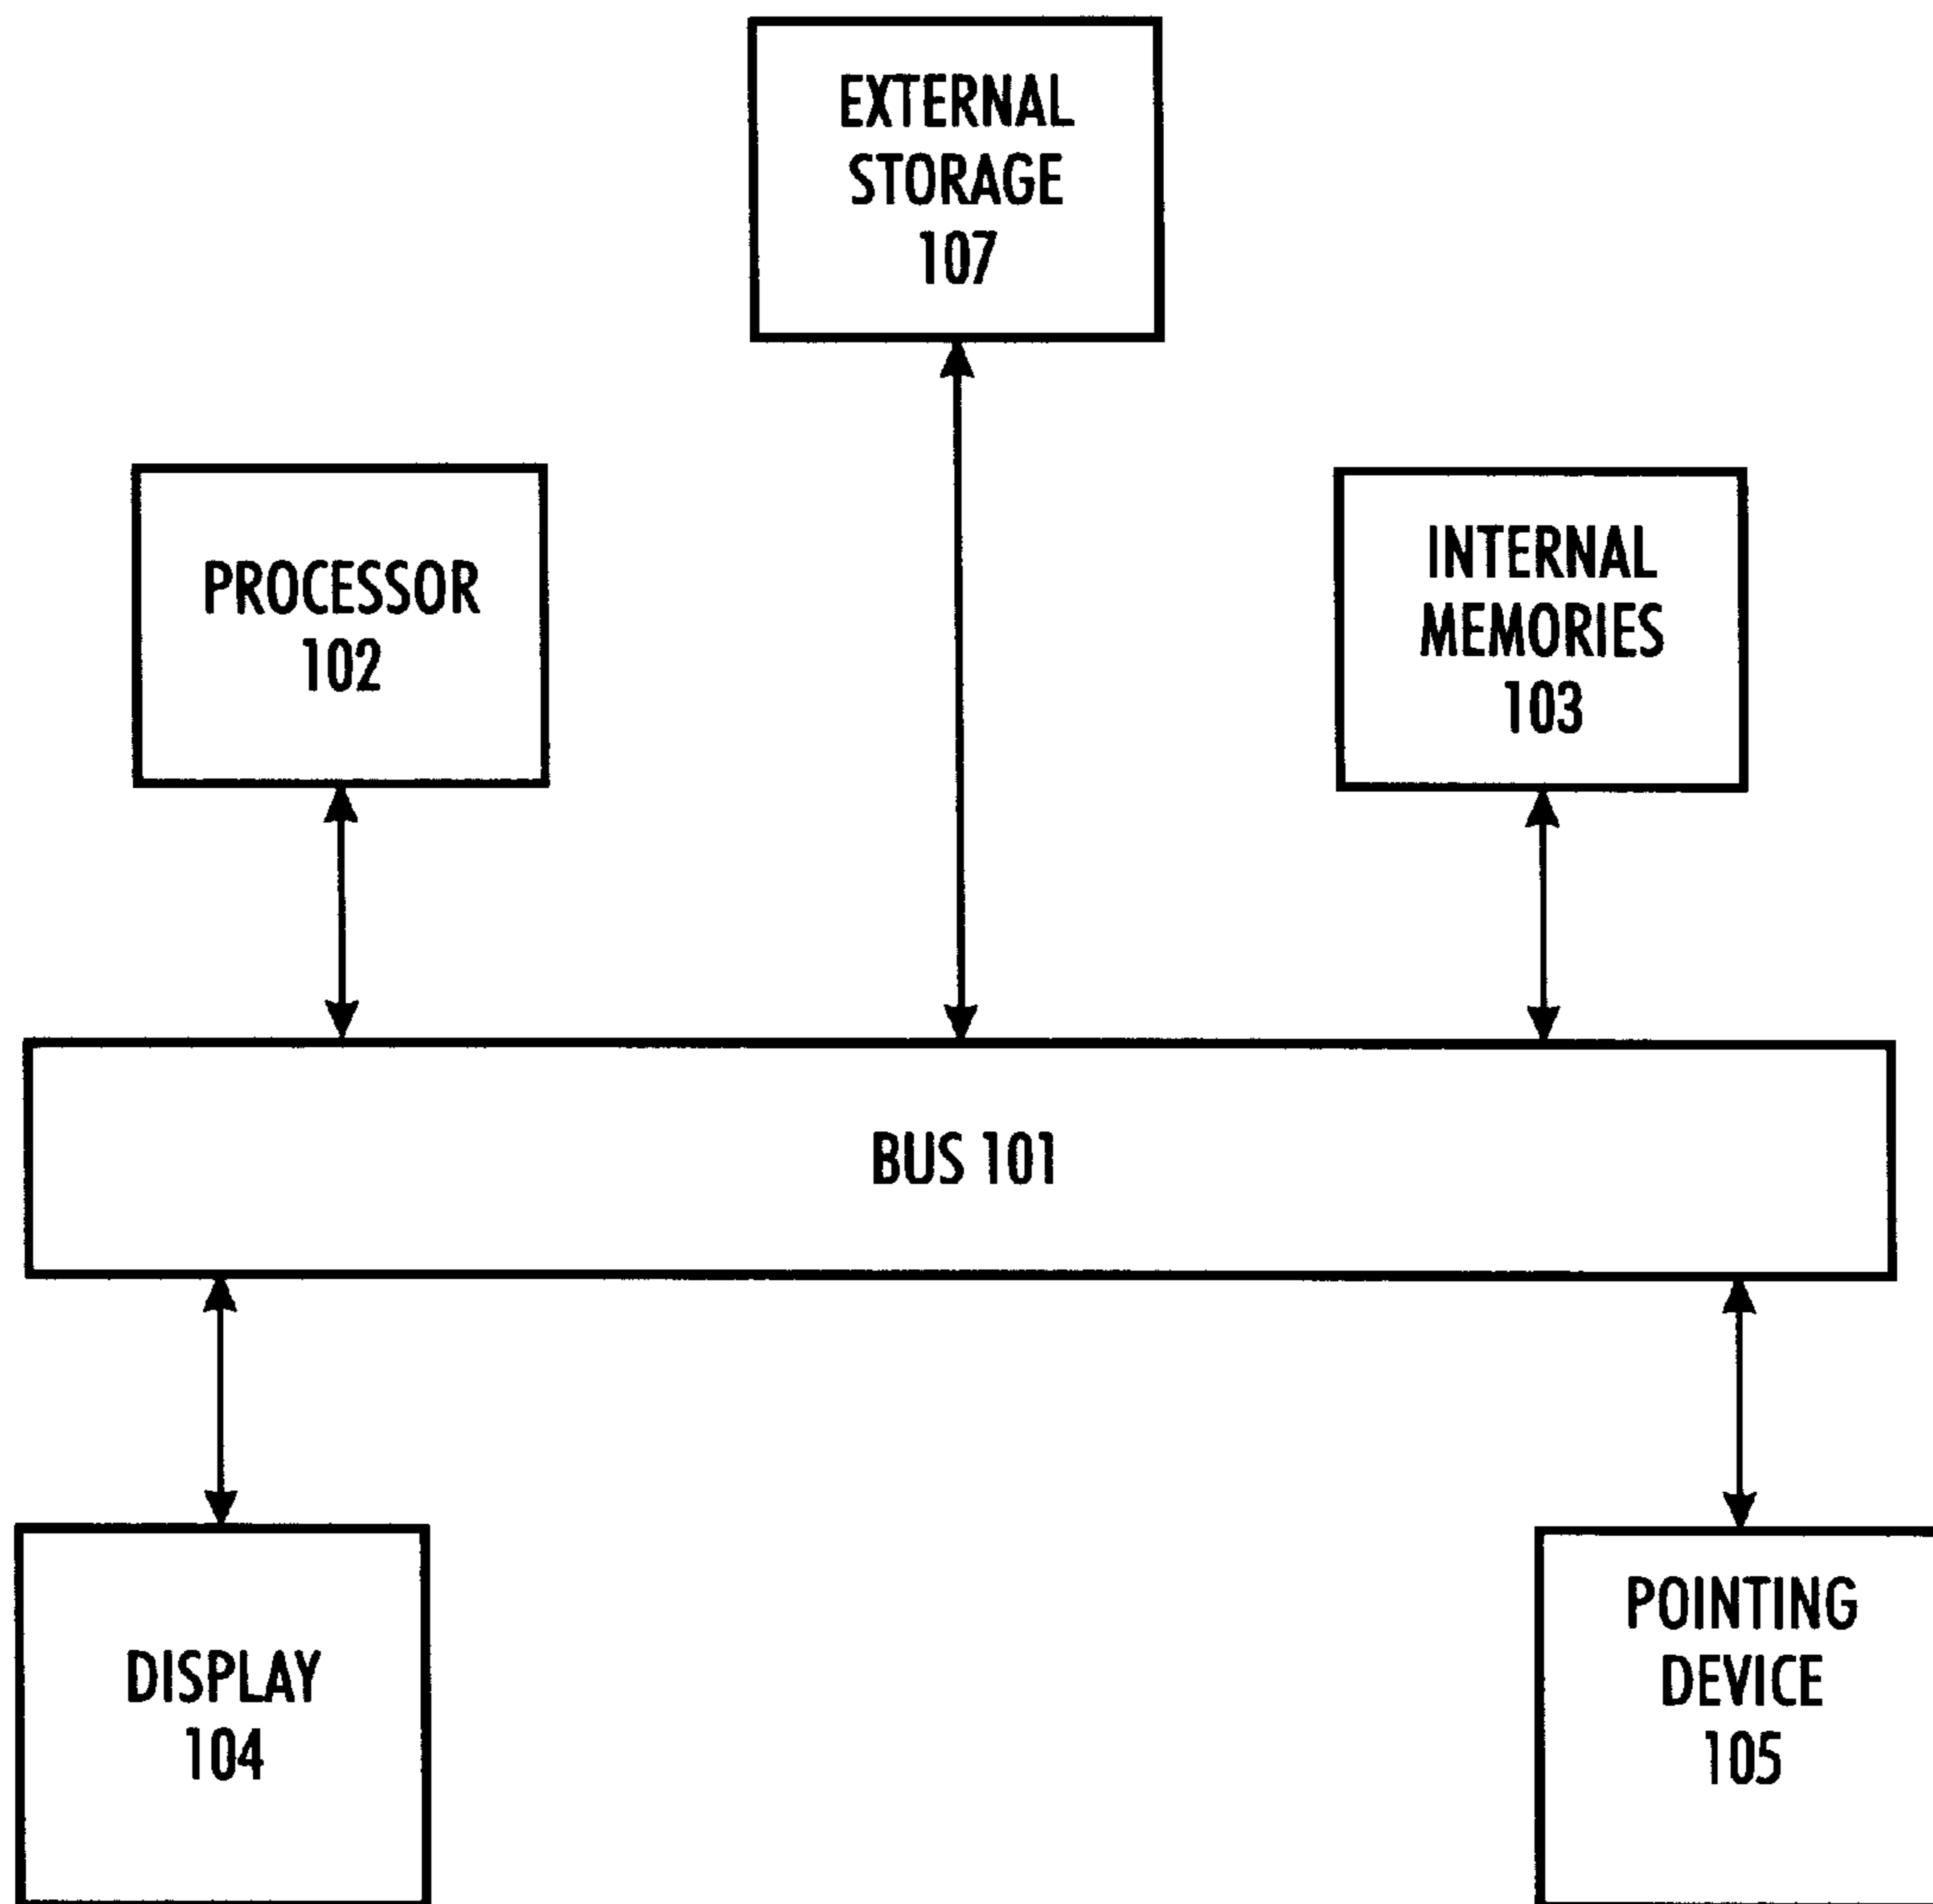 EXTERNAL
STORAGE
107
PROCESSOR
102
INTERNAL
MEMORIES
103
BUS 101
DISPLAY
104
POINTING
DEVICE
105